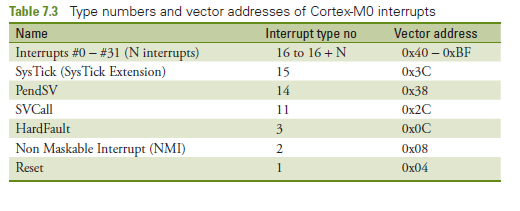 Table 7.3 Type numbers and vector addresses of Cortex-M0 interrupts
Name Interrupt type no Vector address
Interrupts #0 – #31 (N interrupts) 16 to 16 + N 0x40 – 0xBF
SysTick (SysTick Extension) 15 0x3C
PendSV 14 0x38
SVCall 11 0x2C
HardFault 3 0x0C
Non Maskable Interrupt (NMI) 2 0x08
Reset 1 0x04